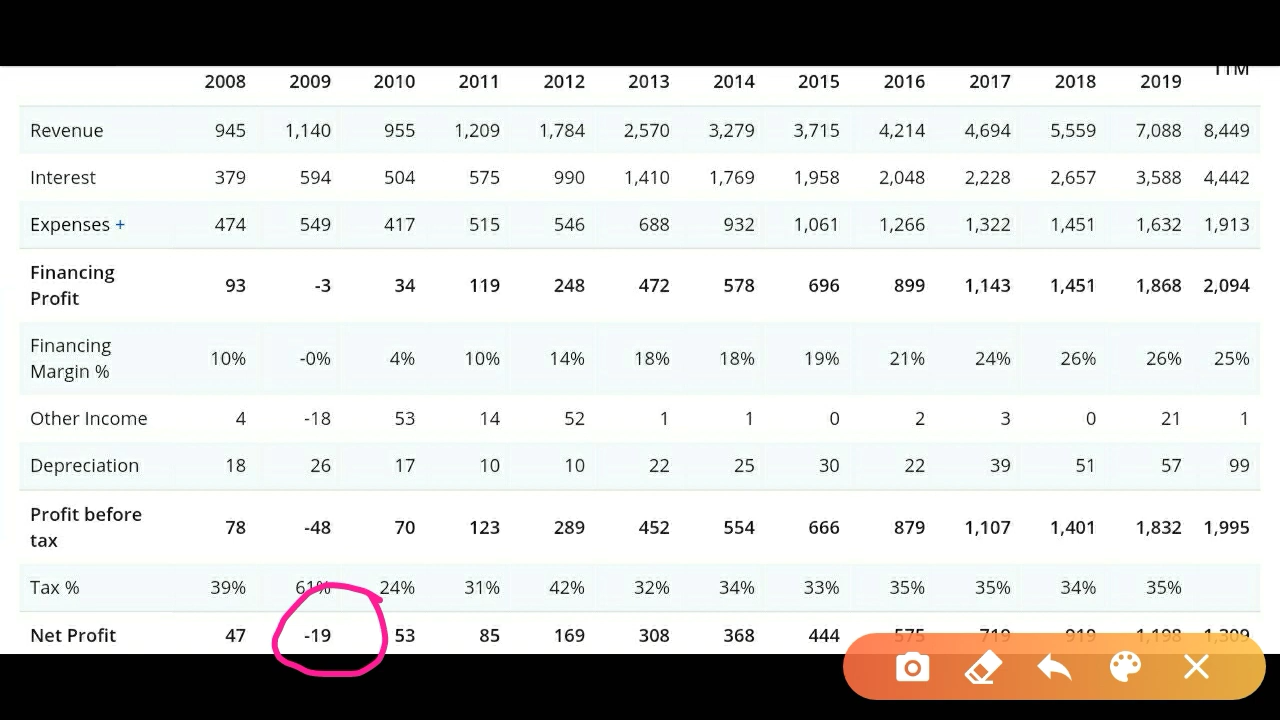 2008 2009 2010 2011 2012 2013 2014 2015 2016 2017 2018 2019 TTM
Revenue 945 1,140 955 1,209 1,784 2,570 3,279 3,715 4,214 4,694 5,559 7,088 8,449
Interest 379 594 504 575 990 1,410 1,769 1,958 2,048 2,228 2,657 3,588 4,442
Expenses + 474 549 417 515 546 688 932 1,061 1,266 1,322 1,451 1,632 1,913
Financing
Profit 93 -3 34 119 248 472 578 696 899 1,143 1,451 1,868 2,094
Financing
Margin % 10% -0% 4% 10% 14% 18% 18% 19% 21% 24% 26% 26% 25%
Other Income 4 -18 53 14 52 1 1 0 2 3 0 21 1
Depreciation 18 26 17 10 10 22 25 30 22 39 51 57 99
Profit before
tax 78 -48 70 123 289 452 554 666 879 1,107 1,401 1,832 1,995
Tax % 39% 61% 24% 31% 42% 32% 34% 33% 35% 35% 34% 35%
Net Profit 47 -19 53 85 169 308 368 444 575 719 919 1,198 1,309